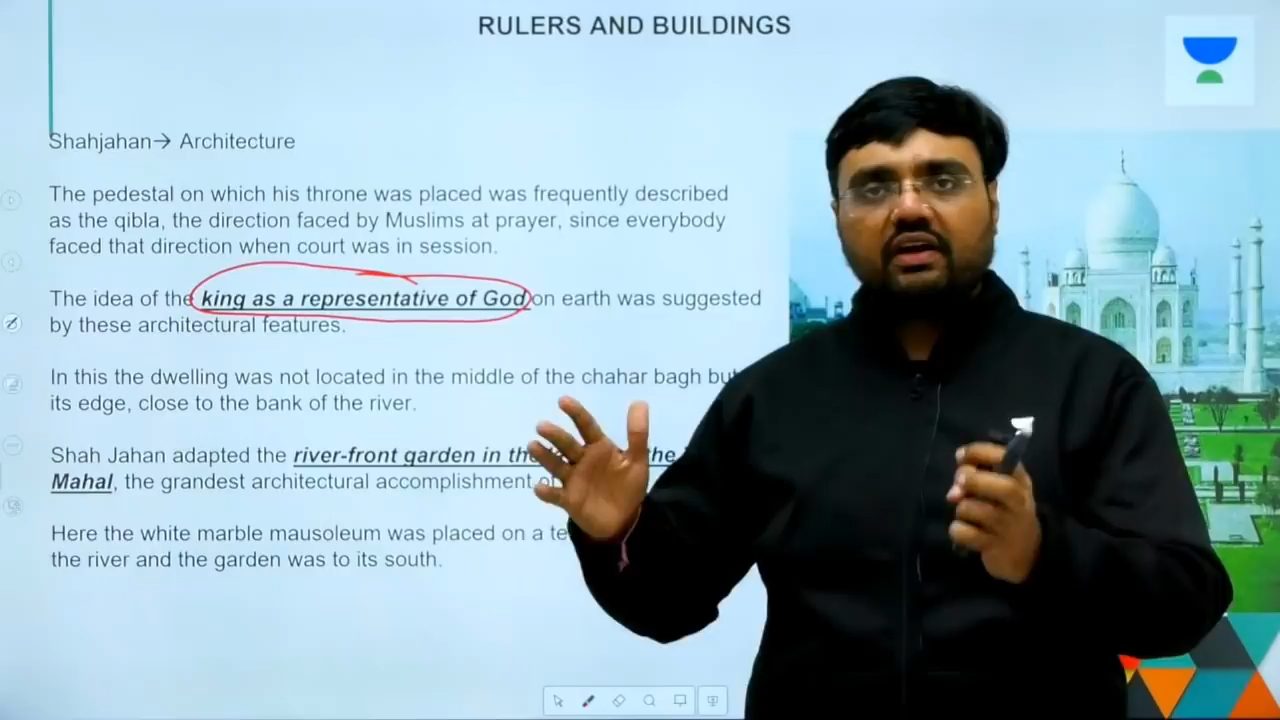 RULERS AND BUILDINGS
Shahjahan→ Architecture
The pedestal on which his throne was placed was frequently described
as the qibla, the direction faced by Muslims at prayer, since everybody
faced that direction when court was in session.
The idea of the king as a representative of God on earth was suggested
by these architectural features.
In this the dwelling was not located in the middle of the chahar bagh but
its edge, close to the bank of the river.
Shah Jahan adapted the river-front garden in the
Mahal, the grandest architectural accomplishment of
Here the white marble mausoleum was placed on a
the river and the garden was to its south.